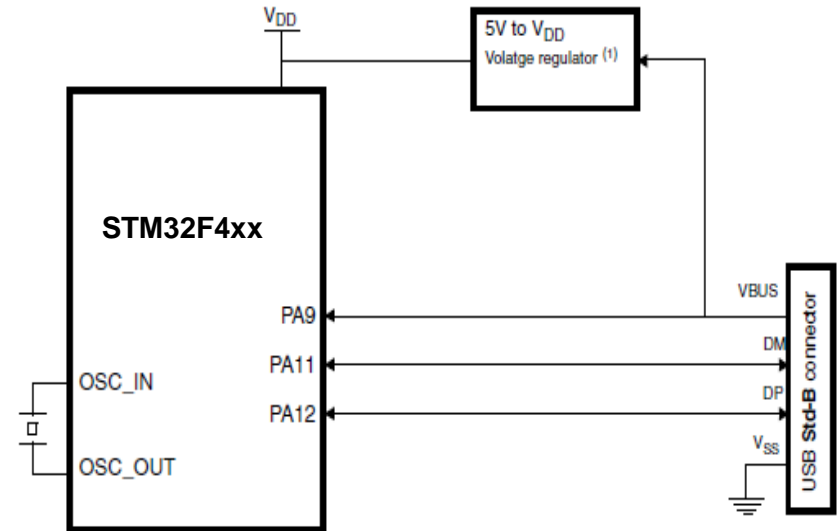 VDD
5V to VDD
Volatge regulator (1)
STM32F4xx
VBUS
PA9
DM
PA11
OSC_IN
DP
PA12
VSS
OSC_OUT
USB Std-B connector